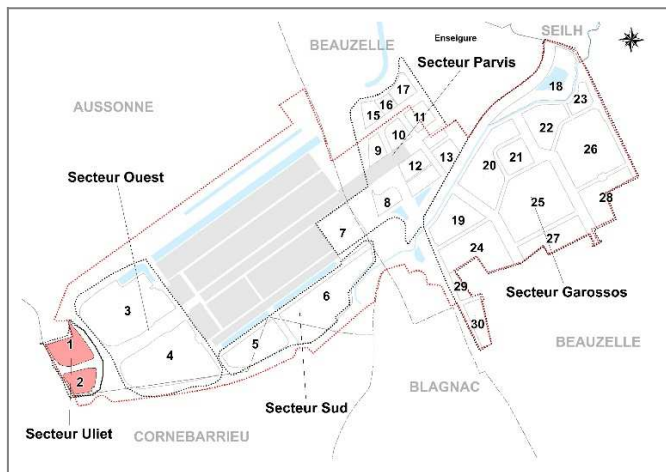 SEILH
BEAUZELLE
Enselgure
Secteur Parvis
AUSSONNE
18
17
23
16
15
11
10
22
9
13
26
12
20
21
Secteur Ouest
8
25
28
19
7
27
24
6
29
Secteur Garossos
3
30
1
4
5
BEAUZELLE
2
BLAGNAC
Secteur Sud
Secteur Uliet
CORNEBARRIEU